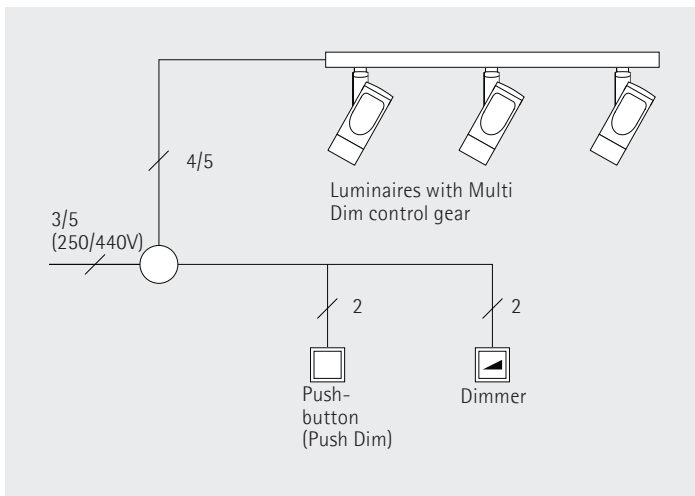 4/5
Luminaires with Multi
Dim control gear
3/5
(250/440V)
2
2
Push-
button
(Push Dim)
Dimmer